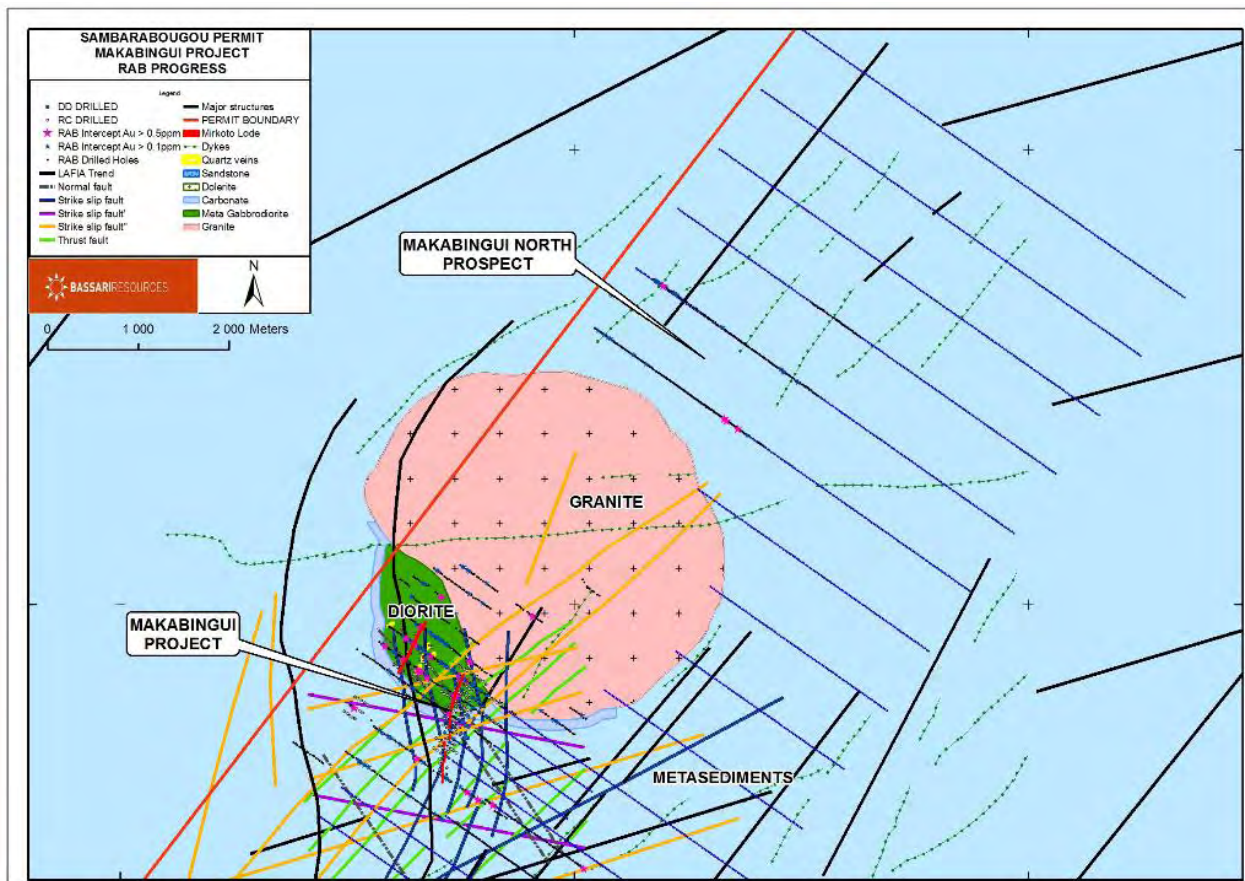 SAMBARABOUGOU PERMIT
MAKABINGUI PROJECT
RAB PROGRESS
Legend
DD DRILLED
RC DRILLED
RAB Intercept Au > 0.5ppm
RAB Intercept Au > 0.1ppm
RAB Drilled Holes
LAFIA Trend
Normal fault
Strike slip fault
Strike slip fault'
Strike slip fault"
Thrust fault
Major structures
PERMIT BOUNDARY
Mirkoto Lode
Dykes
Quartz veins
Sandstone
Dolerite
Carbonate
Meta Gabbrodiorite
Granite
BASSARIRESOURCES
N
0 1 000 2 000 Meters
MAKABINGUI NORTH
PROSPECT
GRANITE
DIORITE
MAKABINGUI
PROJECT
METASEDIMENTS